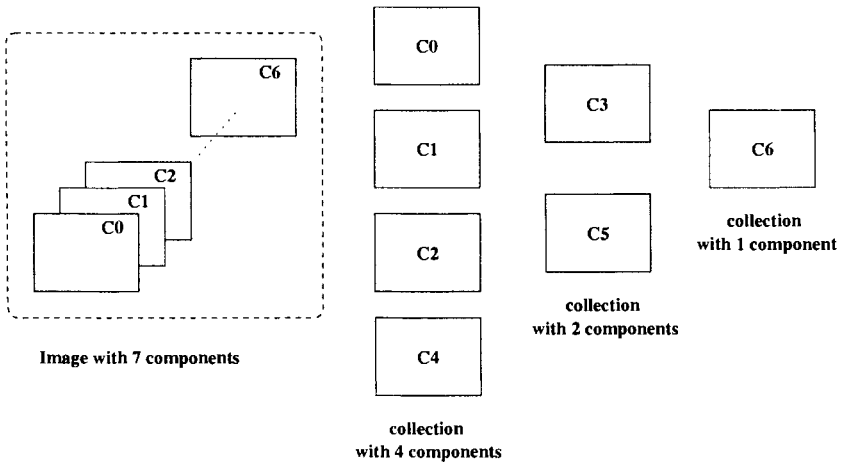 C6
C2
C1
C0
Image with 7 components
C0
C1
C2
C4
collection
with 4 components
C3
C5
collection
with 2 components
C6
collection
with 1 component